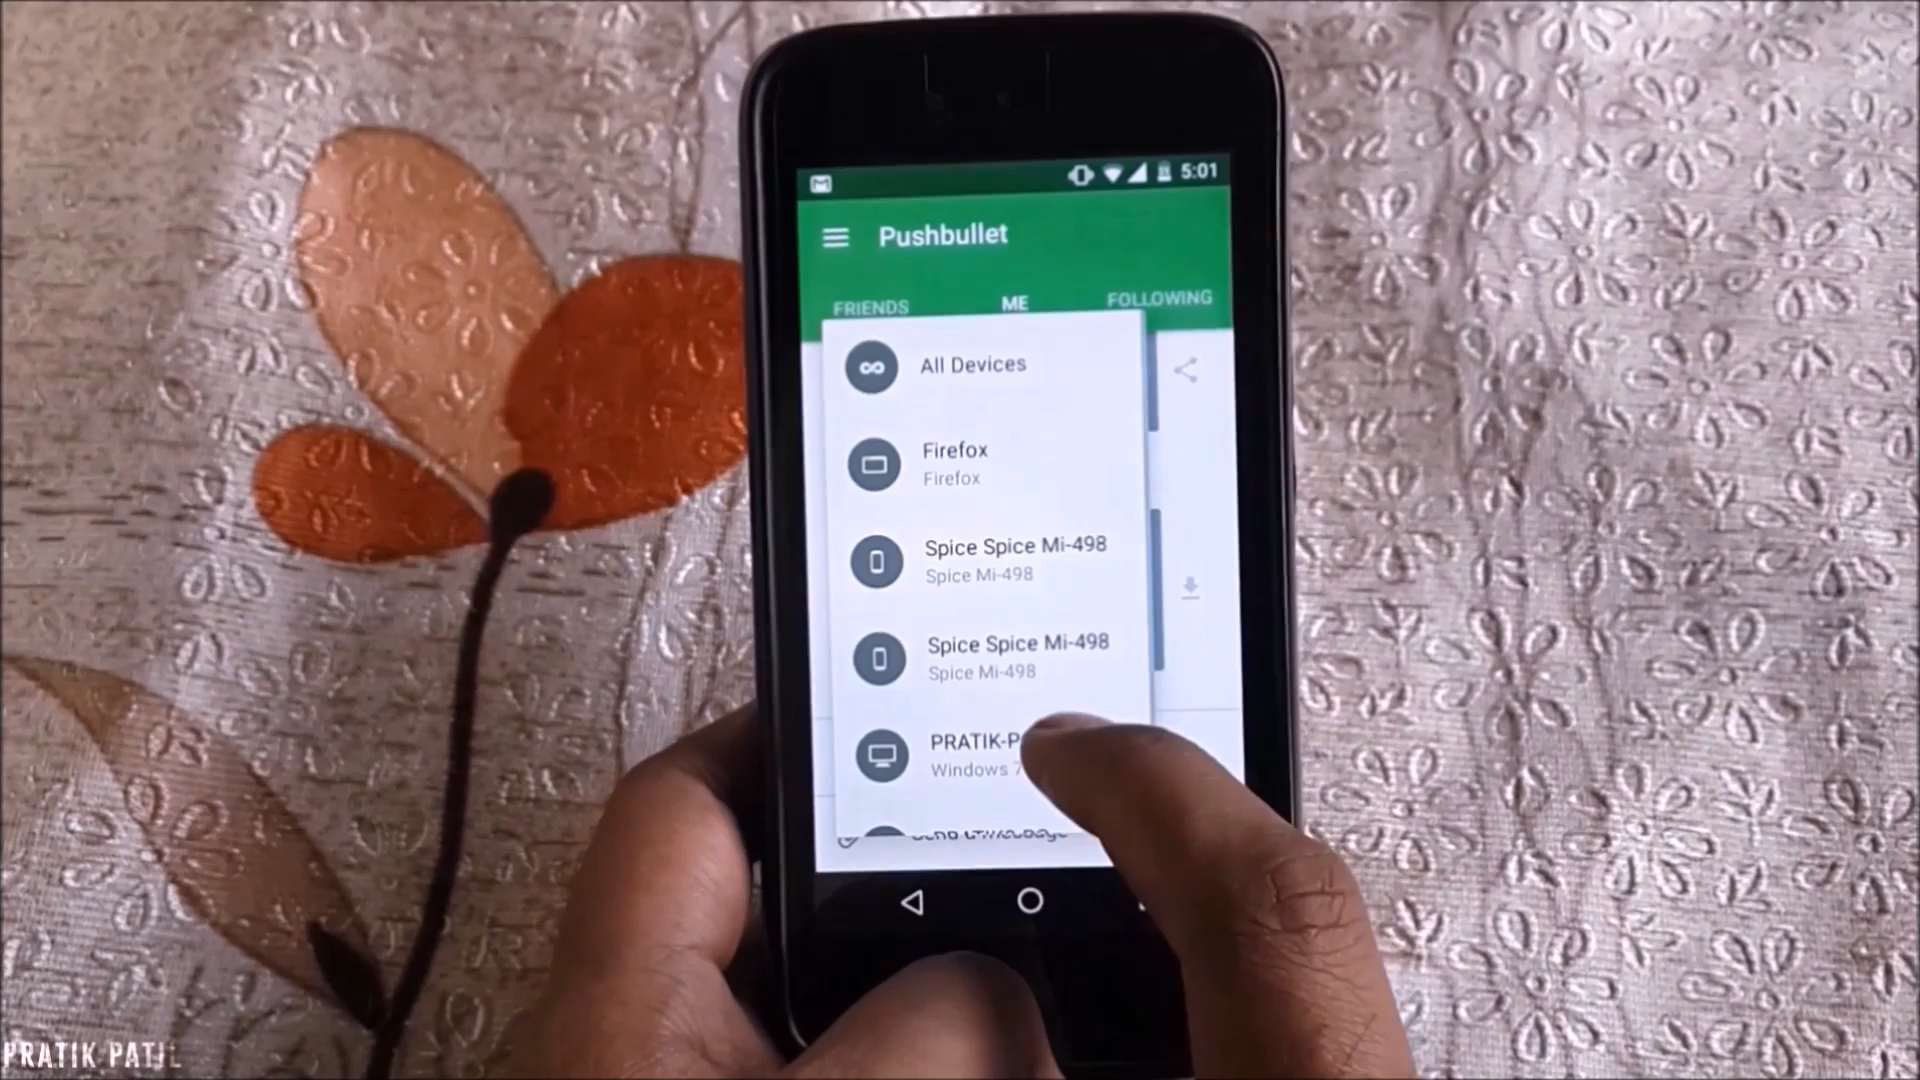 5:01
Pushbullet
FRIENDS ME FOLLOWING
All Devices
Firefox
Firefox
Spice Spice Mi-498
Spice Mi-498
Spice Spice Mi-498
Spice Mi-498
PRATIK-P
Windows 7
PRATIK PATIL